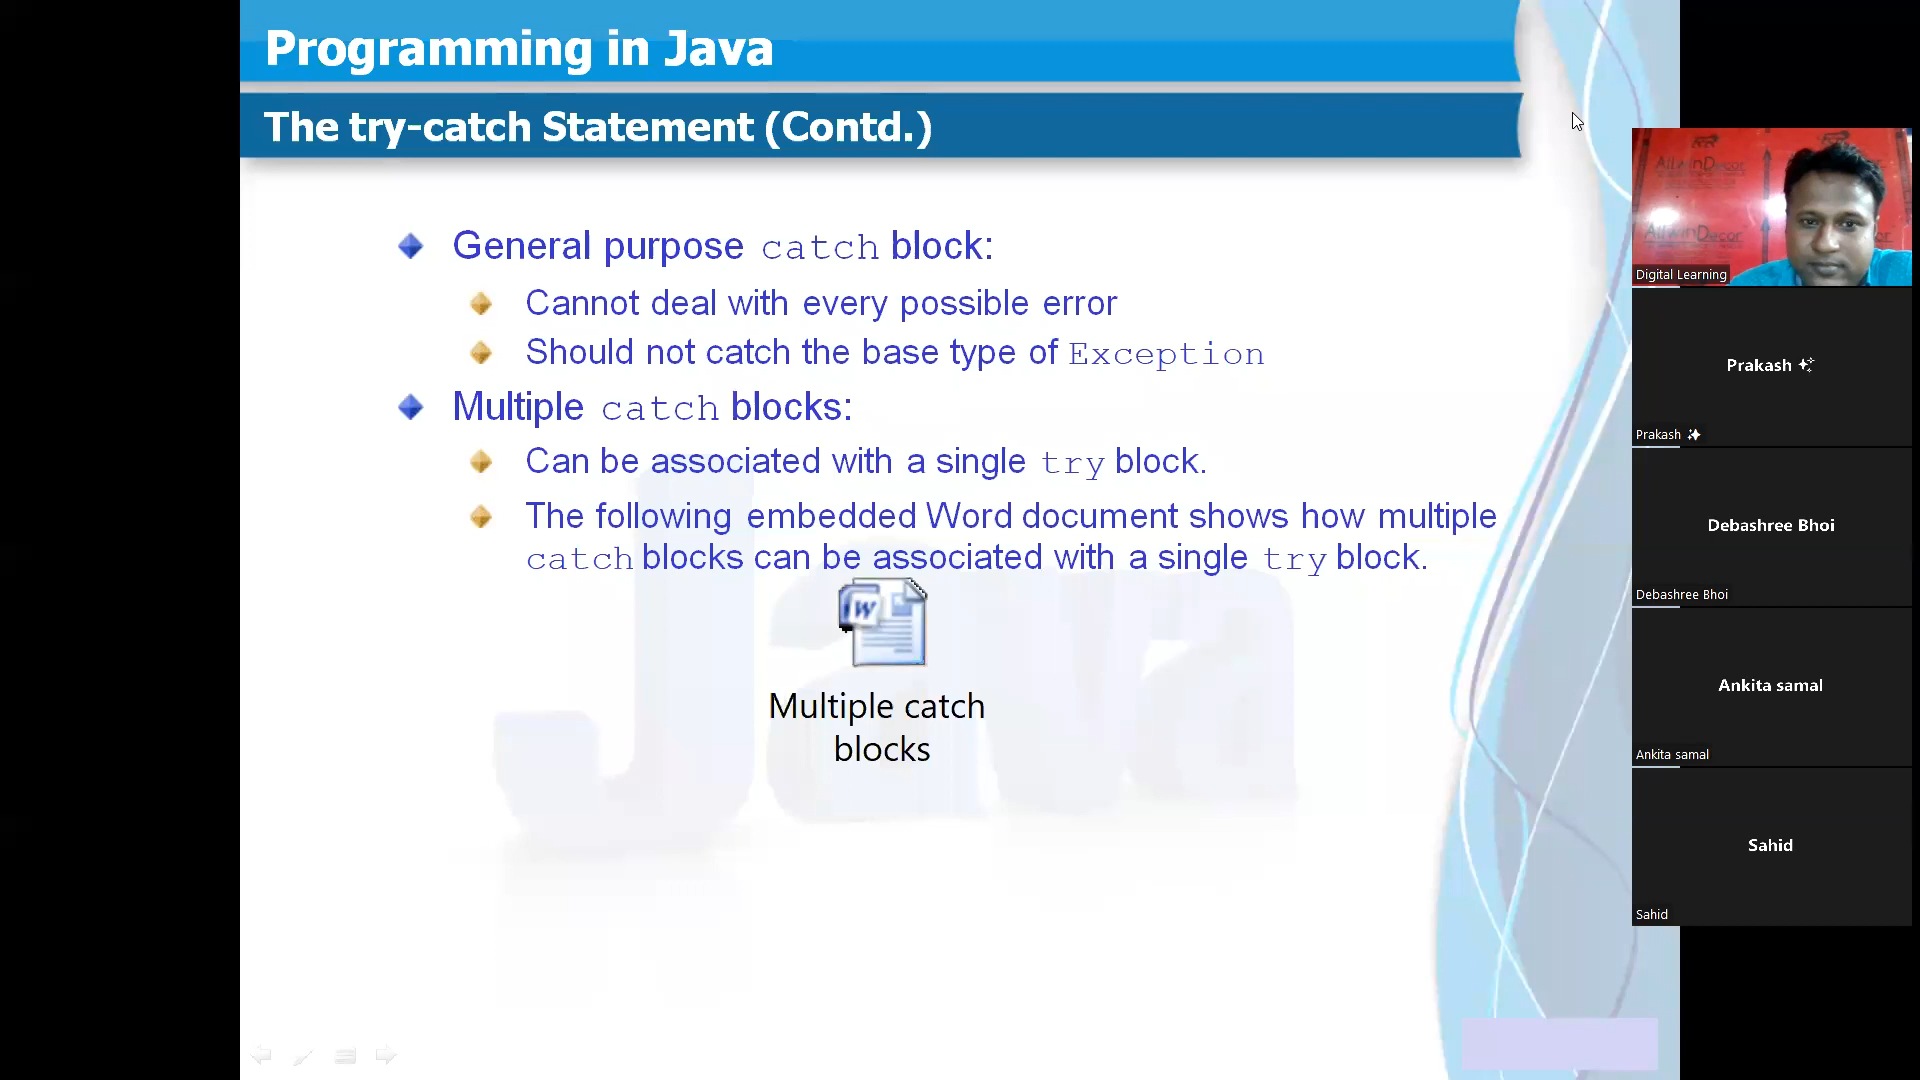 Programming in Java
The try-catch Statement (Contd.)
General purpose catch block:
Cannot deal with every possible error
Should not catch the base type of Exception
Multiple catch blocks:
Can be associated with a single try block.
The following embedded Word document shows how multiple
catch blocks can be associated with a single try block.
W
Multiple catch
blocks
Java
AllwinDecor
AllwinDecor
Digital Learning
Prakash ✨
Prakash ✨
Debashree Bhoi
Debashree Bhoi
Ankita samal
Ankita samal
Sahid
Sahid